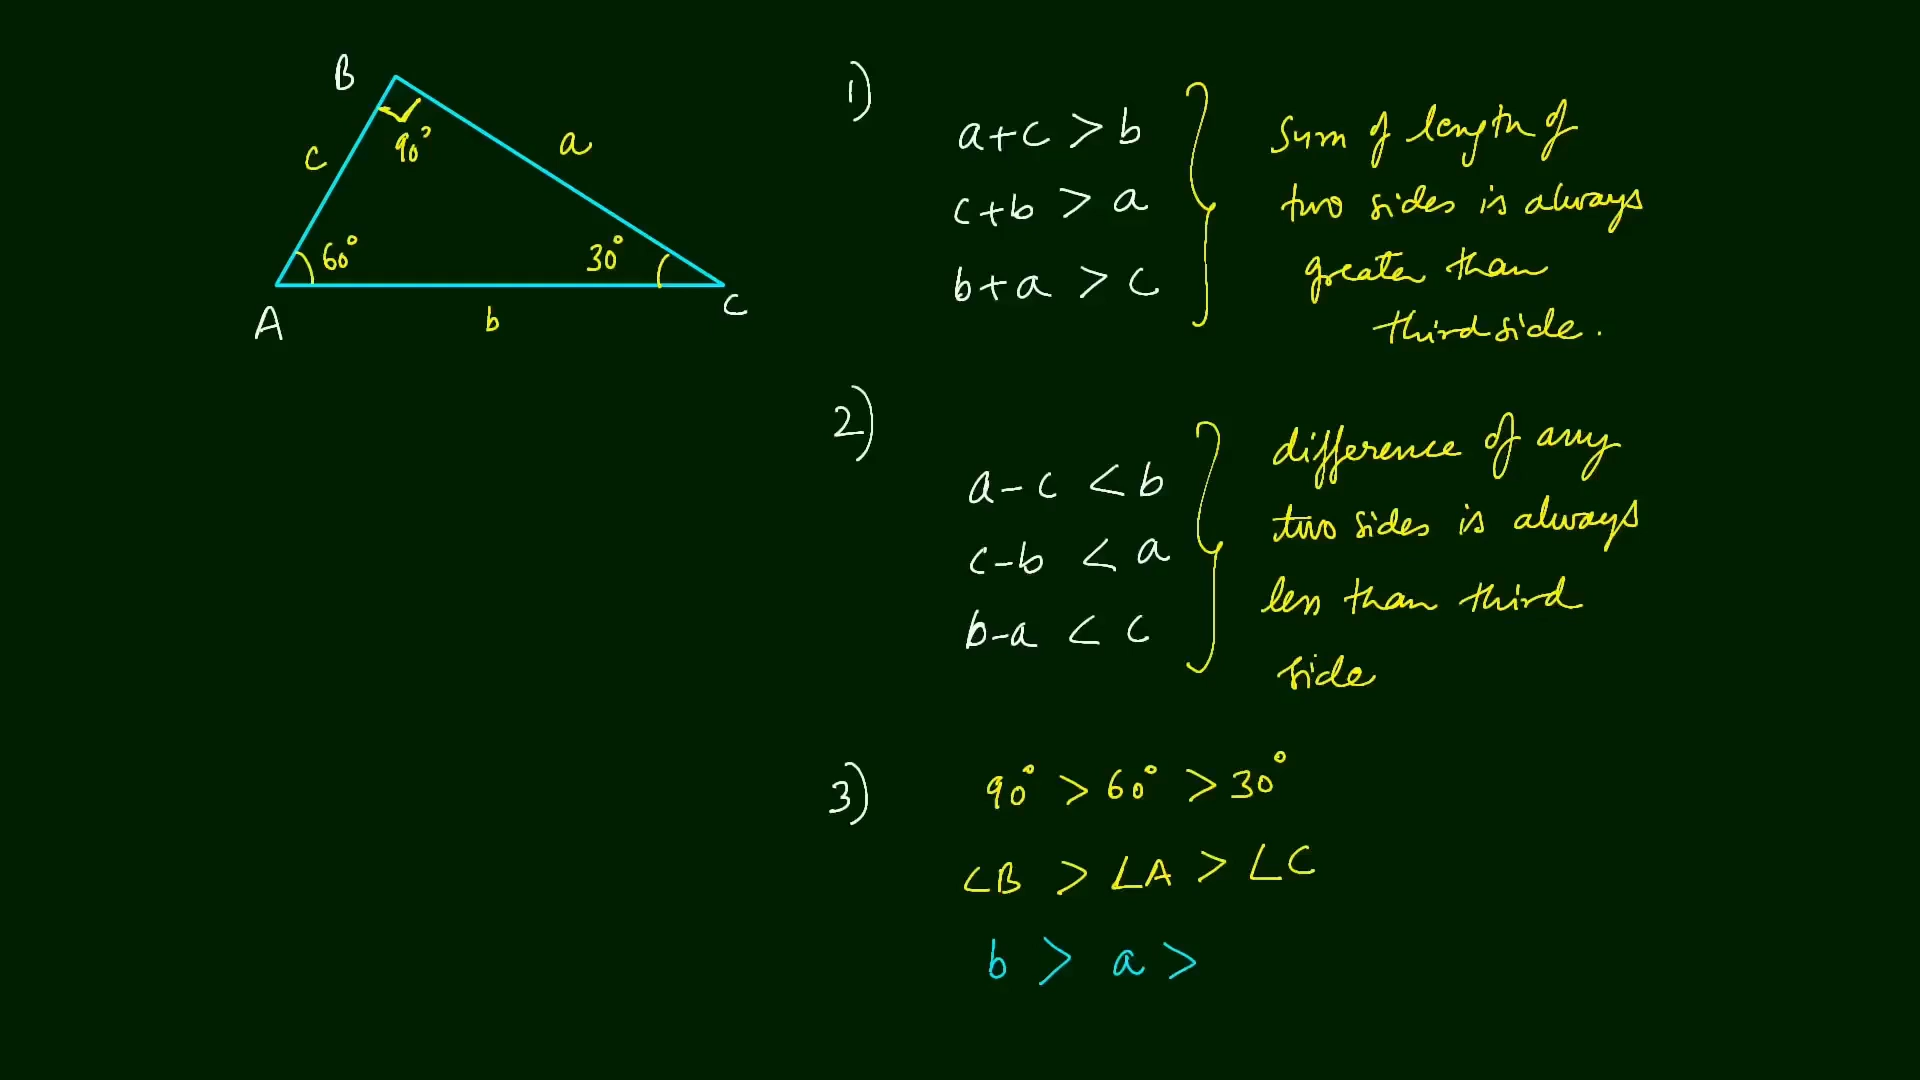 B
90°
c
a
60°
30°
A
b
C
1)
a+c > b
c+b > a
b+a > c
Sum of length of
two sides is always
greater than
third side.
2)
a-c < b
c-b < a
b-a < c
difference of any
two sides is always
less than third
side
3)
90° > 60° > 30°
∠B > ∠A > ∠C
b > a >